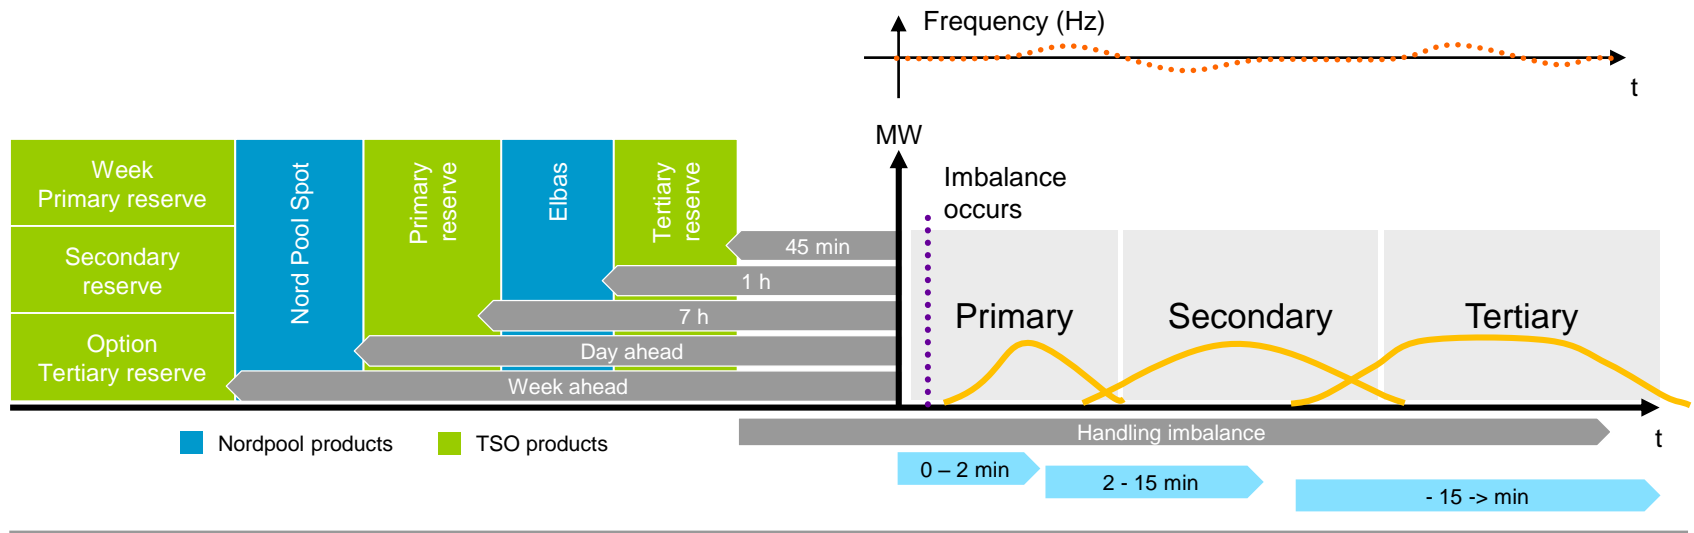 Frequency (Hz)
t
MW
Imbalance
occurs
Week
Primary reserve
Secondary
reserve
Option
Tertiary reserve
Nord Pool Spot
Primary
reserve
Elbas
Tertiary
reserve
45 min
1 h
7 h
Day ahead
Week ahead
Primary
Secondary
Tertiary
Handling imbalance
t
Nordpool products
TSO products
0 – 2 min
2 - 15 min
- 15 -> min